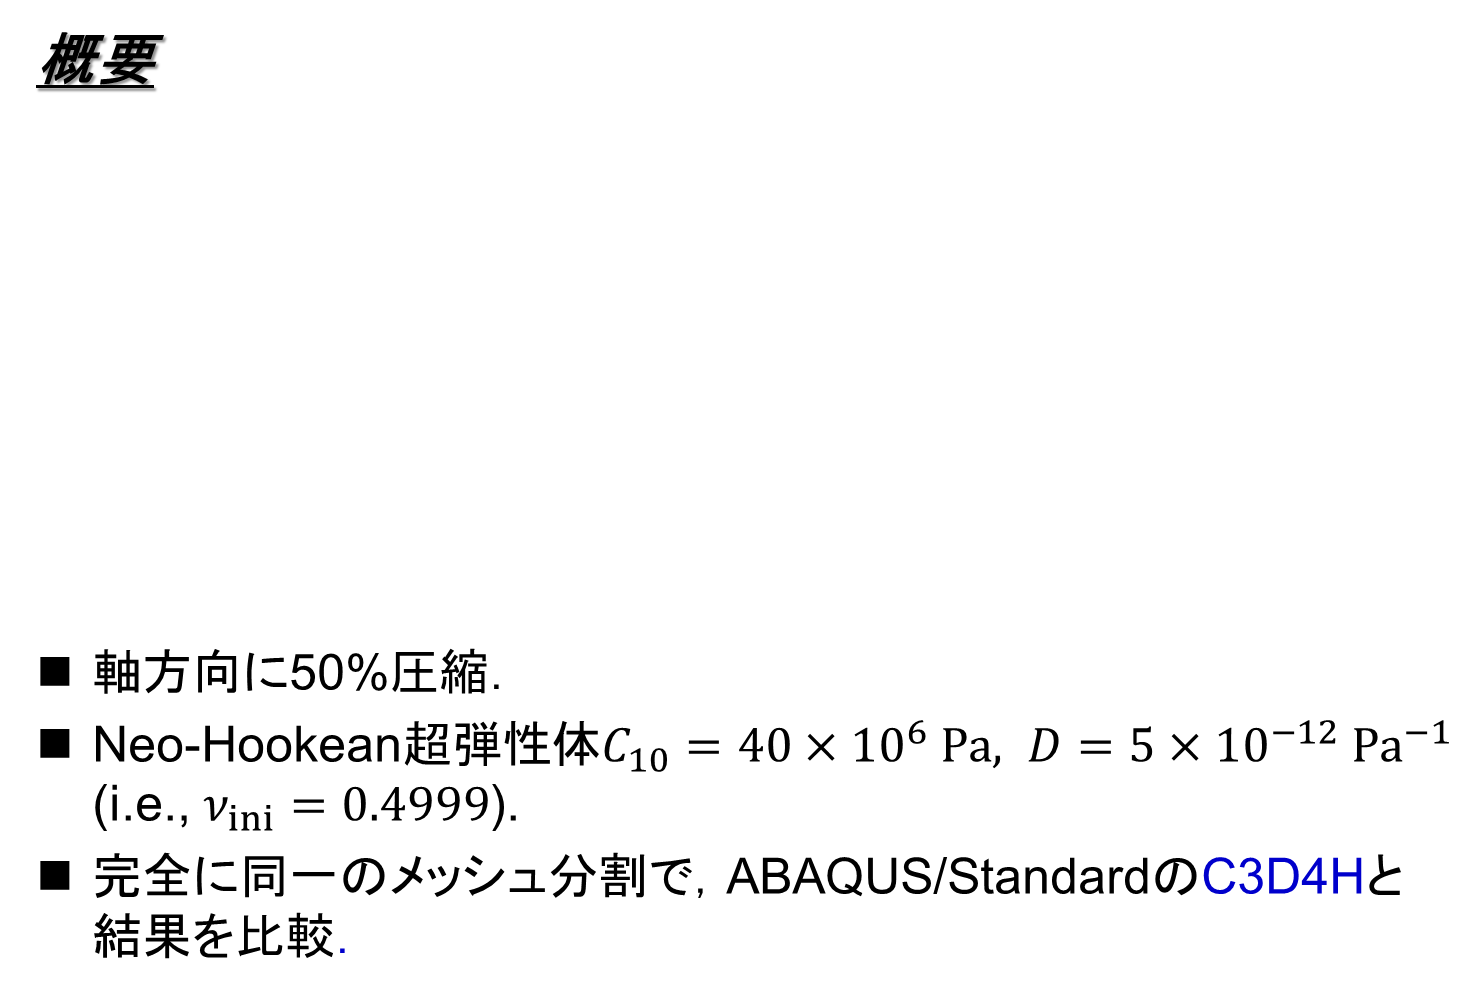 概要
■ 軸方向に50%圧縮.
■ Neo-Hookean超弾性体C₁₀ = 40 × 10⁶ Pa, D = 5 × 10⁻¹² Pa⁻¹
(i.e., νᵢₙᵢ = 0.4999).
■ 完全に同一のメッシュ分割で, ABAQUS/StandardのC3D4Hと
結果を比較.